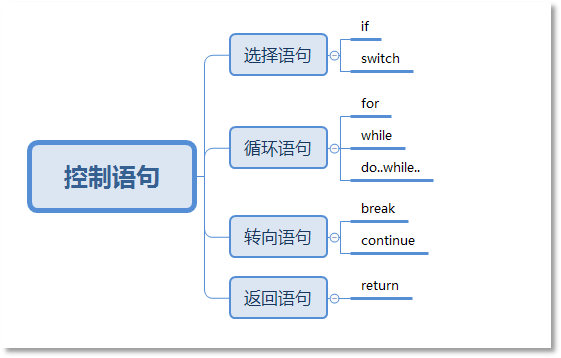 控制语句
选择语句
if
switch
循环语句
for
while
do..while..
转向语句
break
continue
返回语句
return